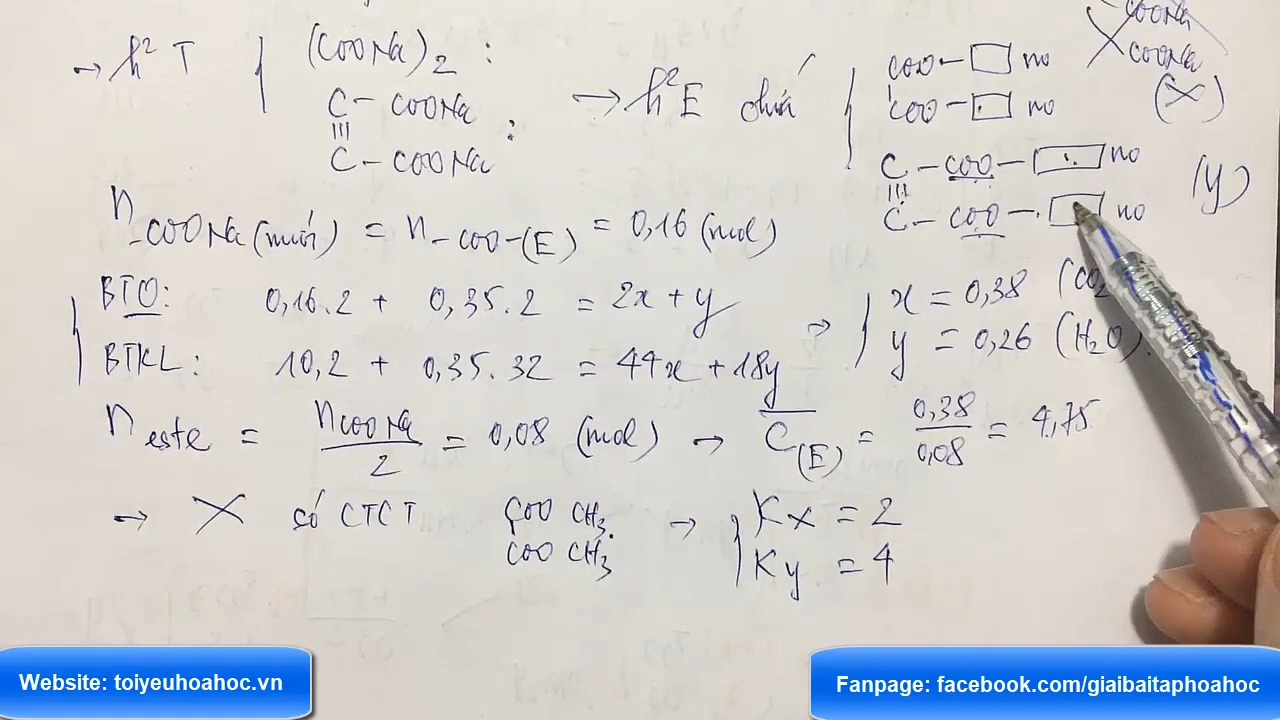 → h² T { (COONa)₂ :
C – COONa
≡
C – COONa :
→ h² E chứa {
COO – □ no
COO – □ no
COONa
COONa
(X)
C – COO – □ no
≡
C – COO – □ no
(Y)
n –COONa (muối) = n –COO–(E) = 0,16 (mol)
BTO: 0,16.2 + 0,35.2 = 2x + y
BTKL: 10,2 + 0,35.32 = 44x + 18y
→ { x = 0,38 (CO₂
y = 0,26 (H₂O).
n este = nCOONa / 2 = 0,08 (mol) → C̅(E) = 0,38 / 0,08 = 4,75
→ X có CTCT COO CH₃.
COO CH₃
→ { Kx = 2
Ky = 4
Website: toiyeuhoahoc.vn
Fanpage: facebook.com/giaibaitaphoahoc